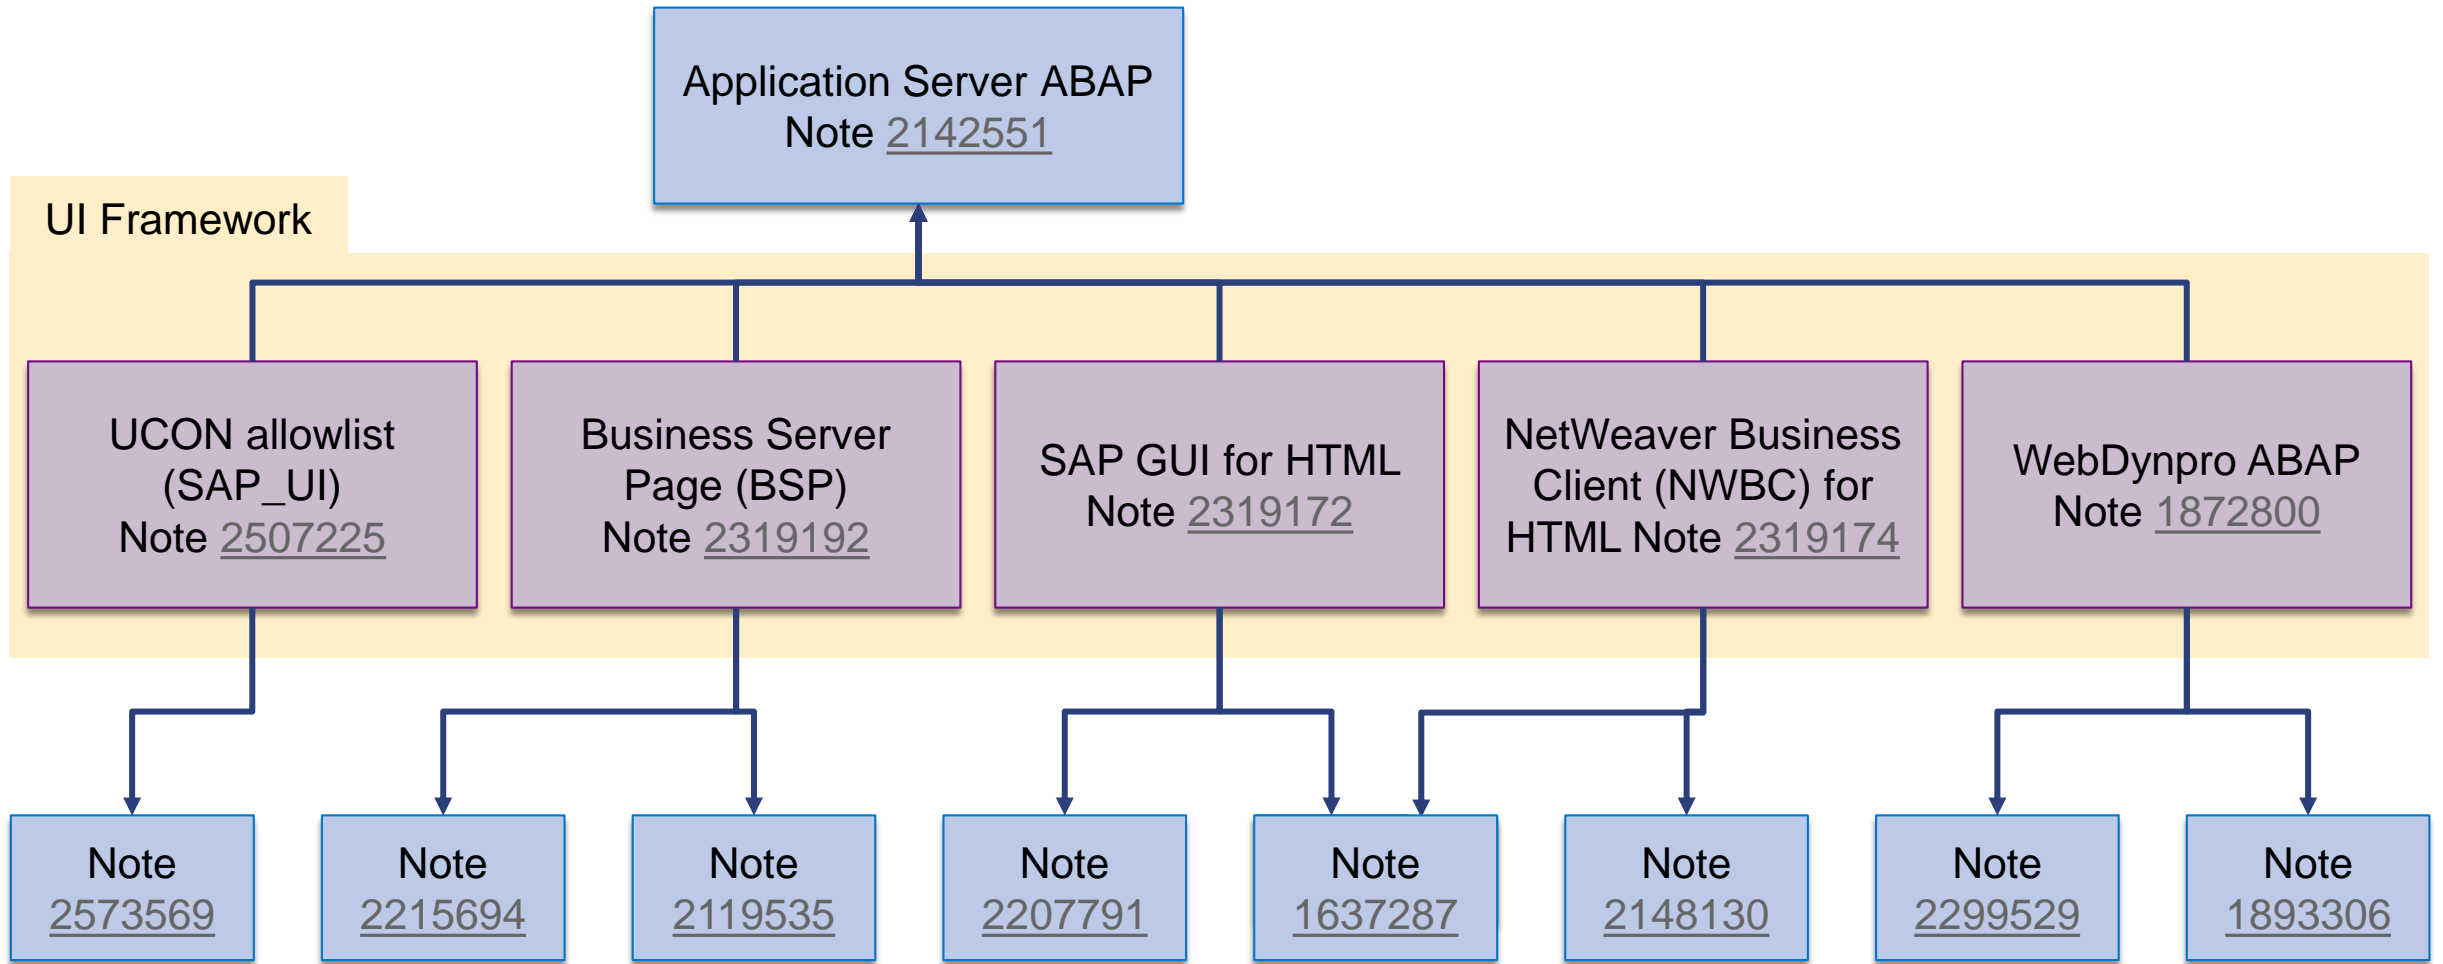 Application Server ABAP
Note 2142551
UI Framework
UCON allowlist
(SAP_UI)
Note 2507225
Business Server
Page (BSP)
Note 2319192
SAP GUI for HTML
Note 2319172
NetWeaver Business
Client (NWBC) for
HTML Note 2319174
WebDynpro ABAP
Note 1872800
Note
2573569
Note
2215694
Note
2119535
Note
2207791
Note
1637287
Note
2148130
Note
2299529
Note
1893306